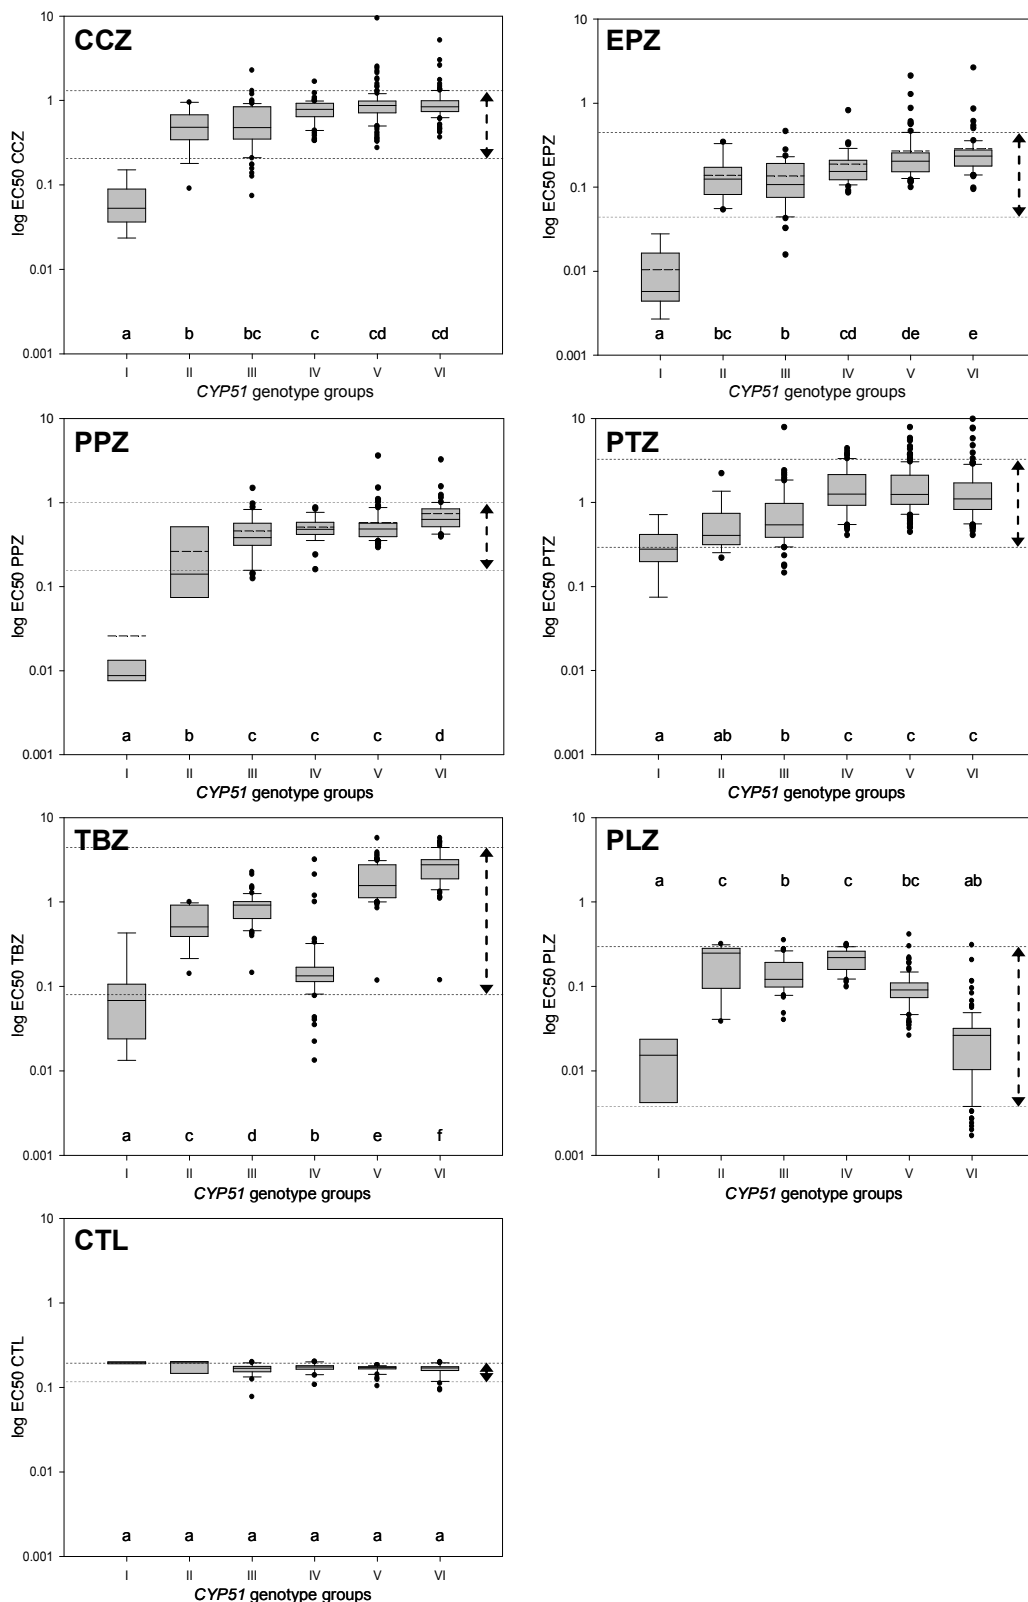 CCZ
log EC50 CCZ
10
1
0.1
0.01
0.001
a b bc c cd cd
I II III IV V VI
CYP51 genotype groups
EPZ
log EC50 EPZ
10
1
0.1
0.01
0.001
a bc b cd de e
I II III IV V VI
CYP51 genotype groups
PPZ
log EC50 PPZ
10
1
0.1
0.01
0.001
a b c c c d
I II III IV V VI
CYP51 genotype groups
PTZ
log EC50 PTZ
10
1
0.1
0.01
0.001
a ab b c c c
I II III IV V VI
CYP51 genotype groups
TBZ
log EC50 TBZ
10
1
0.1
0.01
0.001
a c d b e f
I II III IV V VI
CYP51 genotype groups
PLZ
log EC50 PLZ
10
1
0.1
0.01
0.001
a c b c bc ab
I II III IV V VI
CYP51 genotype groups
CTL
log EC50 CTL
10
1
0.1
0.01
0.001
a a a a a a
I II III IV V VI
CYP51 genotype groups